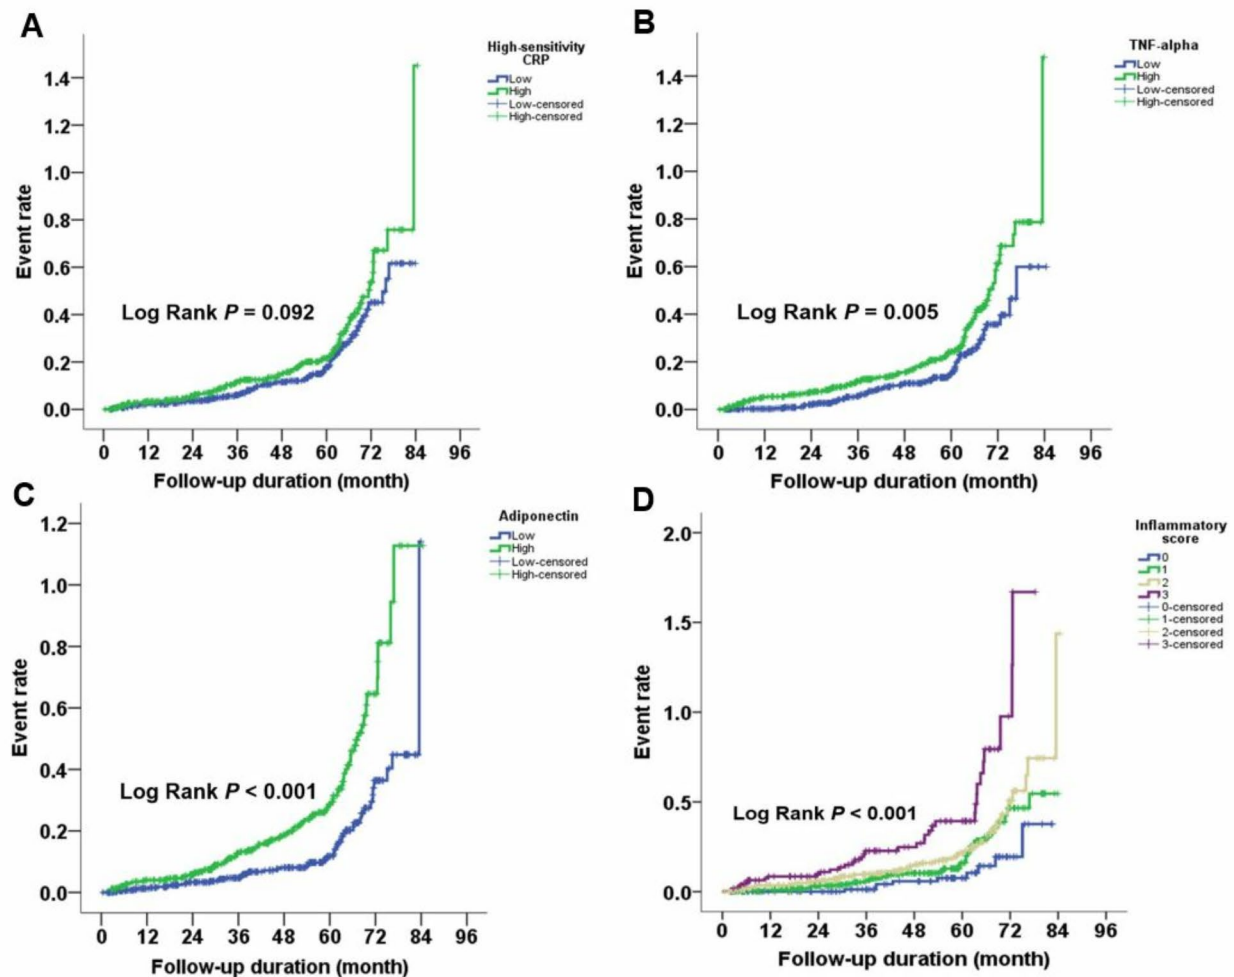 A
High-sensitivity
CRP
Low
High
Low-censored
High-censored
1.4
1.2
1.0
0.8
0.6
0.4
0.2
0.0
Event rate
Log Rank P = 0.092
0 12 24 36 48 60 72 84 96
Follow-up duration (month)
B
TNF-alpha
Low
High
Low-censored
High-censored
1.4
1.2
1.0
0.8
0.6
0.4
0.2
0.0
Event rate
Log Rank P = 0.005
0 12 24 36 48 60 72 84 96
Follow-up duration (month)
C
Adiponectin
Low
High
Low-censored
High-censored
1.2
1.0
0.8
0.6
0.4
0.2
0.0
Event rate
Log Rank P < 0.001
0 12 24 36 48 60 72 84 96
Follow-up duration (month)
D
Inflammatory
score
0
1
2
3
0-censored
1-censored
2-censored
3-censored
2.0
1.5
1.0
0.5
0.0
Event rate
Log Rank P < 0.001
0 12 24 36 48 60 72 84 96
Follow-up duration (month)